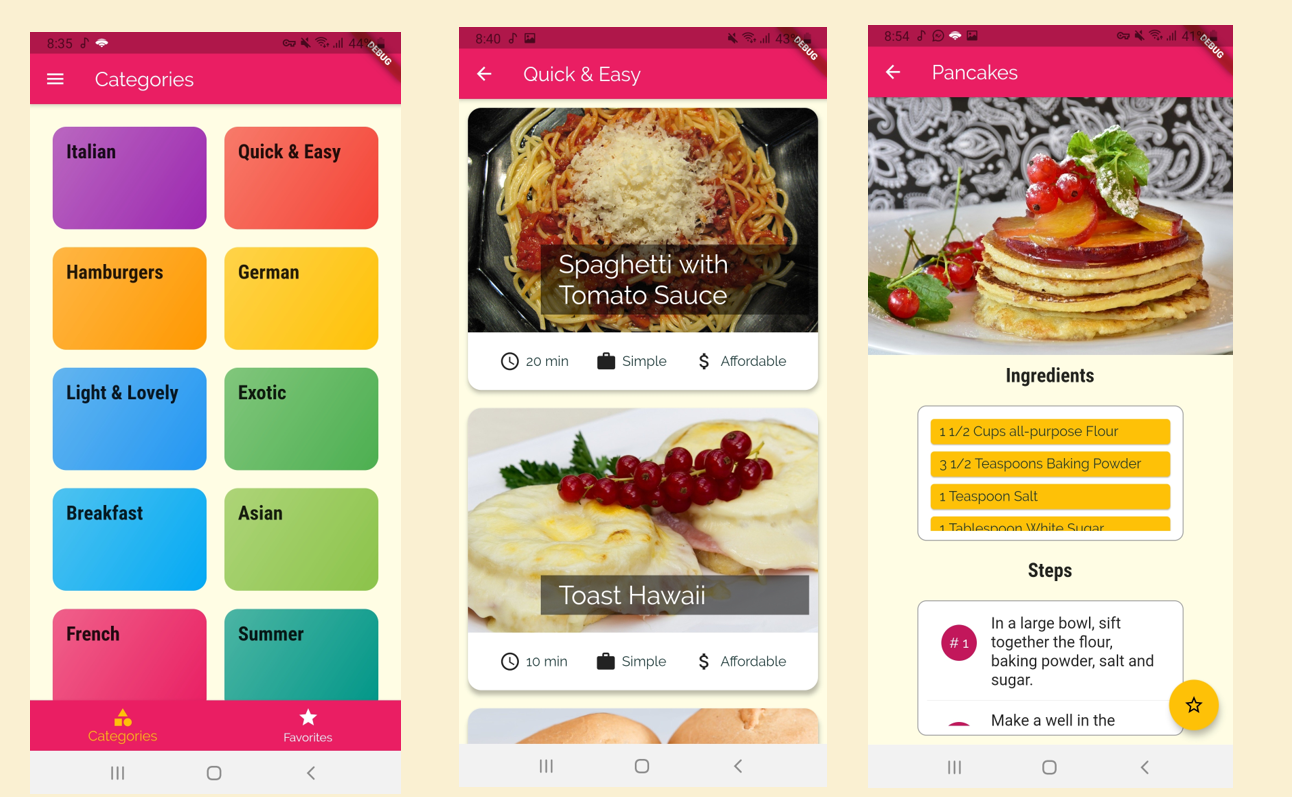 8:35
44%
DEBUG
Categories
Italian
Quick & Easy
Hamburgers
German
Light & Lovely
Exotic
Breakfast
Asian
French
Summer
Categories
Favorites
8:40
43%
DEBUG
Quick & Easy
Spaghetti with
Tomato Sauce
20 min
Simple
$
Affordable
Toast Hawaii
10 min
Simple
$
Affordable
8:54
41%
DEBUG
Pancakes
Ingredients
1 1/2 Cups all-purpose Flour
3 1/2 Teaspoons Baking Powder
1 Teaspoon Salt
1 Tablespoon White Sugar
Steps
# 1
In a large bowl, sift
together the flour,
baking powder, salt and
sugar.
Make a well in the